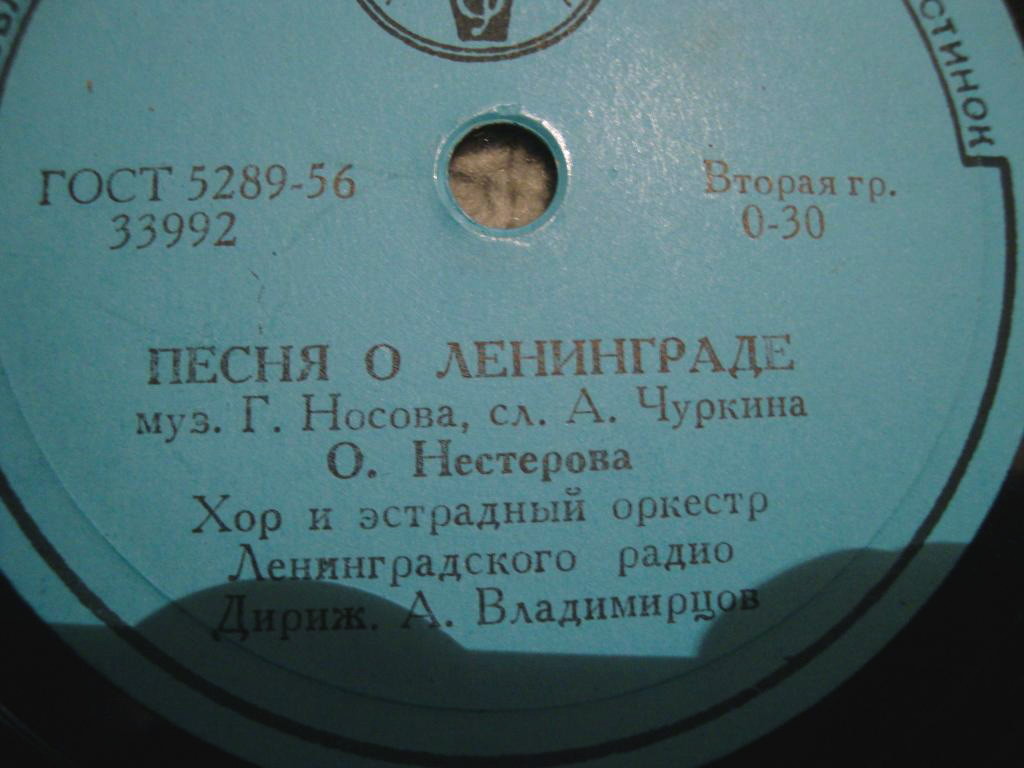 ГОСТ 5289-56
33992
Вторая гр.
0-30
ПЕСНЯ О ЛЕНИНГРАДЕ
муз. Г. Носова, сл. А. Чуркина
О. Нестерова
Хор и эстрадный оркестр
Ленинградского радио
Дириж. А. Владимирцов